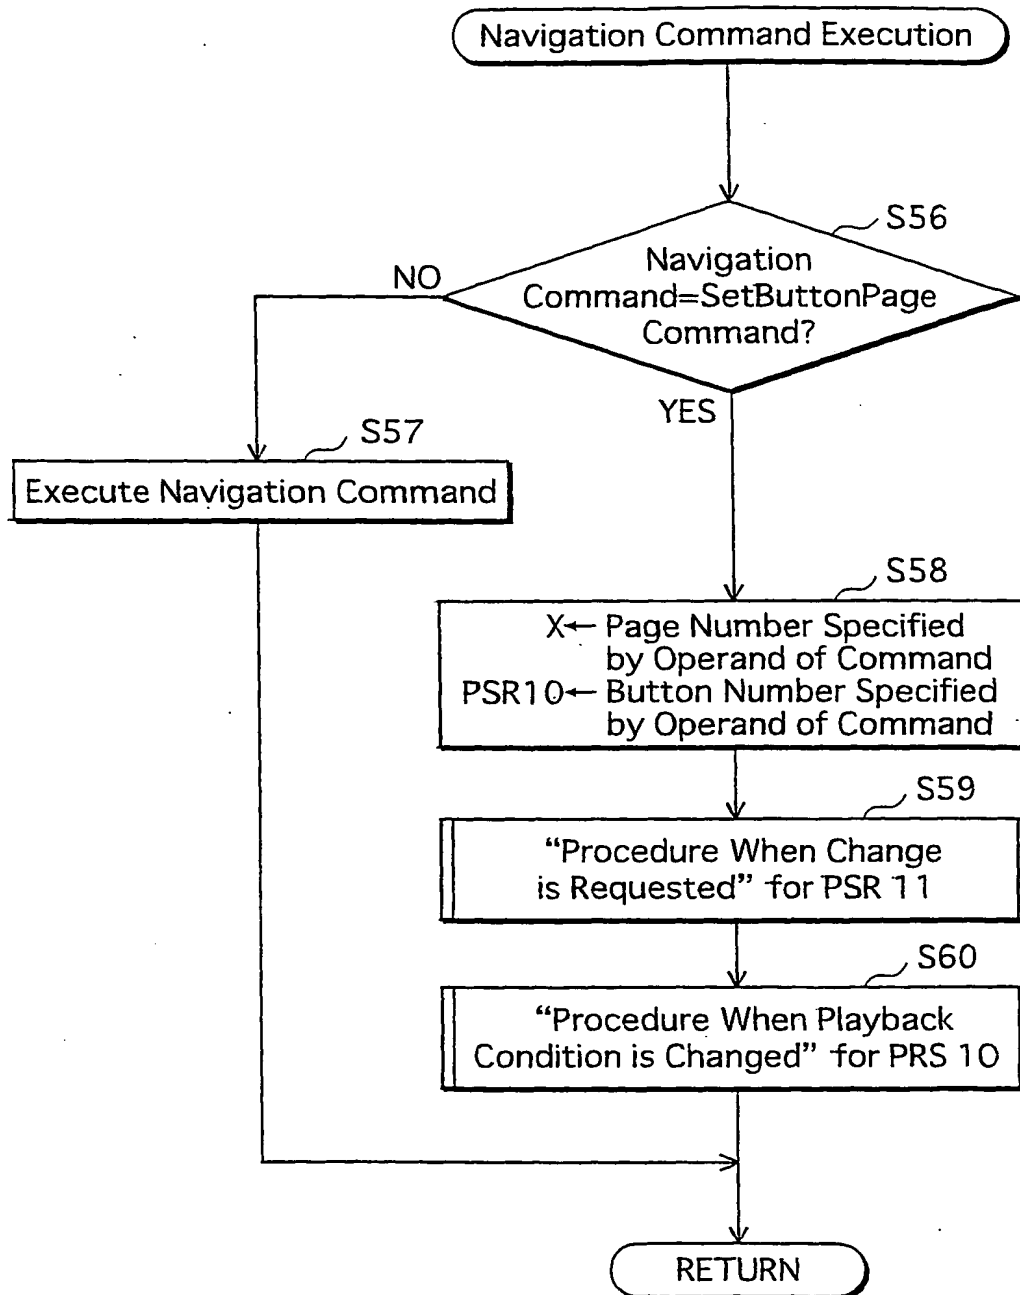 Navigation Command Execution
S56
Navigation
Command=SetButtonPage
Command?
NO
YES
S57
Execute Navigation Command
S58
X← Page Number Specified
by Operand of Command
PSR10← Button Number Specified
by Operand of Command
S59
“Procedure When Change
is Requested” for PSR 11
S60
“Procedure When Playback
Condition is Changed” for PRS 10
RETURN